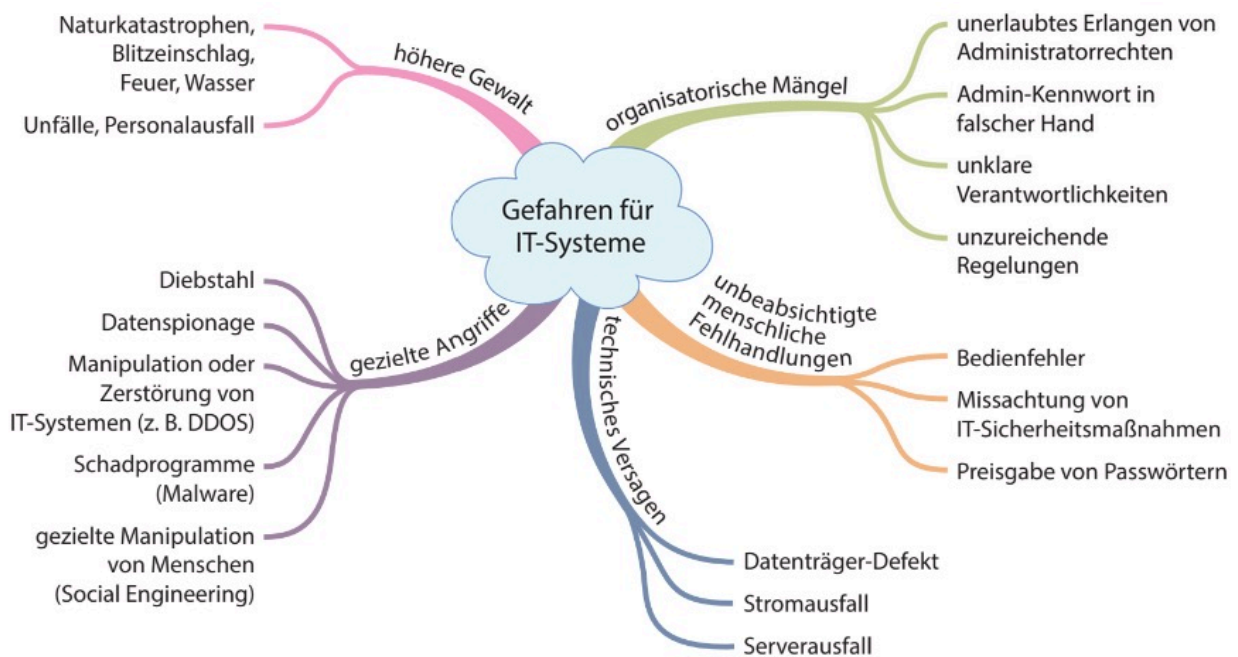 Gefahren für
IT-Systeme
höhere Gewalt
Naturkatastrophen,
Blitzeinschlag,
Feuer, Wasser
Unfälle, Personalausfall
organisatorische Mängel
unerlaubtes Erlangen von
Administratorrechten
Admin-Kennwort in
falscher Hand
unklare
Verantwortlichkeiten
unzureichende
Regelungen
unbeabsichtigte
menschliche
Fehlhandlungen
Bedienfehler
Missachtung von
IT-Sicherheitsmaßnahmen
Preisgabe von Passwörtern
technisches Versagen
Datenträger-Defekt
Stromausfall
Serverausfall
gezielte Angriffe
Diebstahl
Datenspionage
Manipulation oder
Zerstörung von
IT-Systemen (z. B. DDOS)
Schadprogramme
(Malware)
gezielte Manipulation
von Menschen
(Social Engineering)